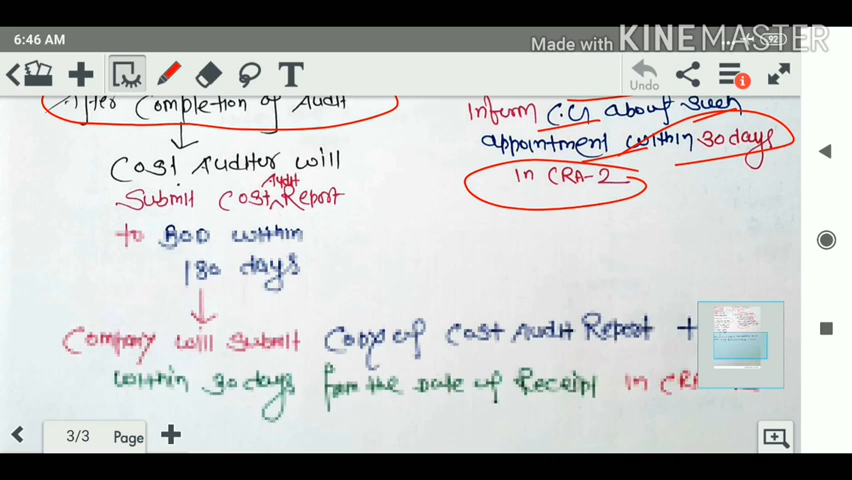 6:46 AM
Made with KINEMASTER
92
Undo
After Completion of Audit
Cost Auditor will
Submit Cost Audit Report
to BOD within
180 days
Inform C.G about such
appointment within 30 days
in CRA-2
Company will submit Copy of Cost Audit Report +
within 30 days from the Date of Receipt in CRA
3/3 Page